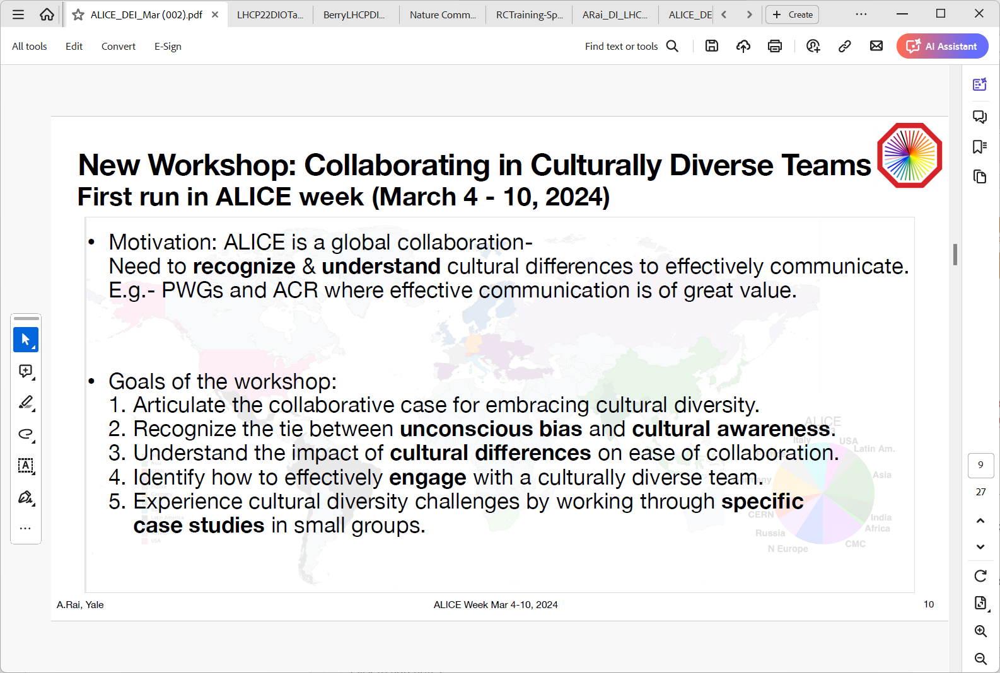 ALICE_DEI_Mar (002).pdf
LHCP22DIOTa...
BerryLHCPDI...
Nature Comm...
RCTraining-Sp...
ARai_DI_LHC...
ALICE_DE
Create
All tools
Edit
Convert
E-Sign
Find text or tools
AI Assistant
New Workshop: Collaborating in Culturally Diverse Teams
First run in ALICE week (March 4 - 10, 2024)
• Motivation: ALICE is a global collaboration-
Need to recognize & understand cultural differences to effectively communicate.
E.g.- PWGs and ACR where effective communication is of great value.
• Goals of the workshop:
1. Articulate the collaborative case for embracing cultural diversity.
2. Recognize the tie between unconscious bias and cultural awareness.
3. Understand the impact of cultural differences on ease of collaboration.
4. Identify how to effectively engage with a culturally diverse team.
5. Experience cultural diversity challenges by working through specific
case studies in small groups.
ALICE
Italy
USA
Latin Am.
Asia
India
Africa
CMC
N Europe
Russia
CERN
Germany
Latin America
USA
A.Rai, Yale
ALICE Week Mar 4-10, 2024
10
9
27